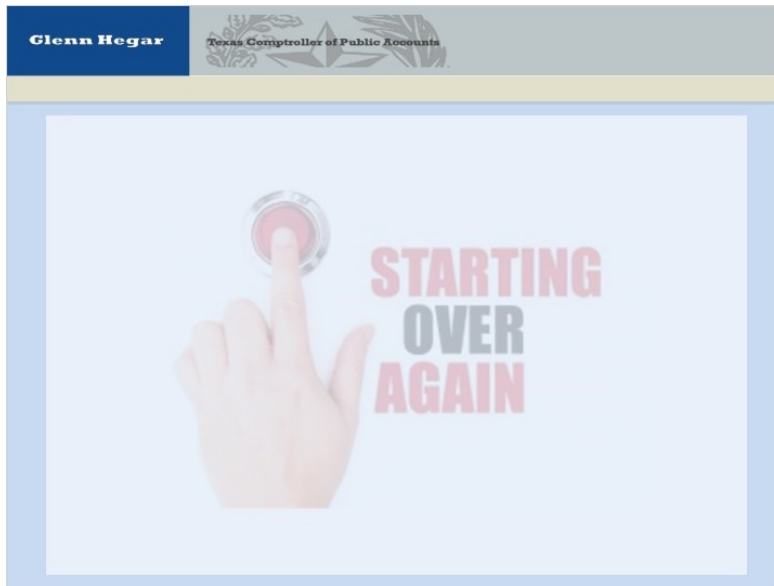 Glenn Hegar
Texas Comptroller of Public Accounts
STARTING
OVER
AGAIN